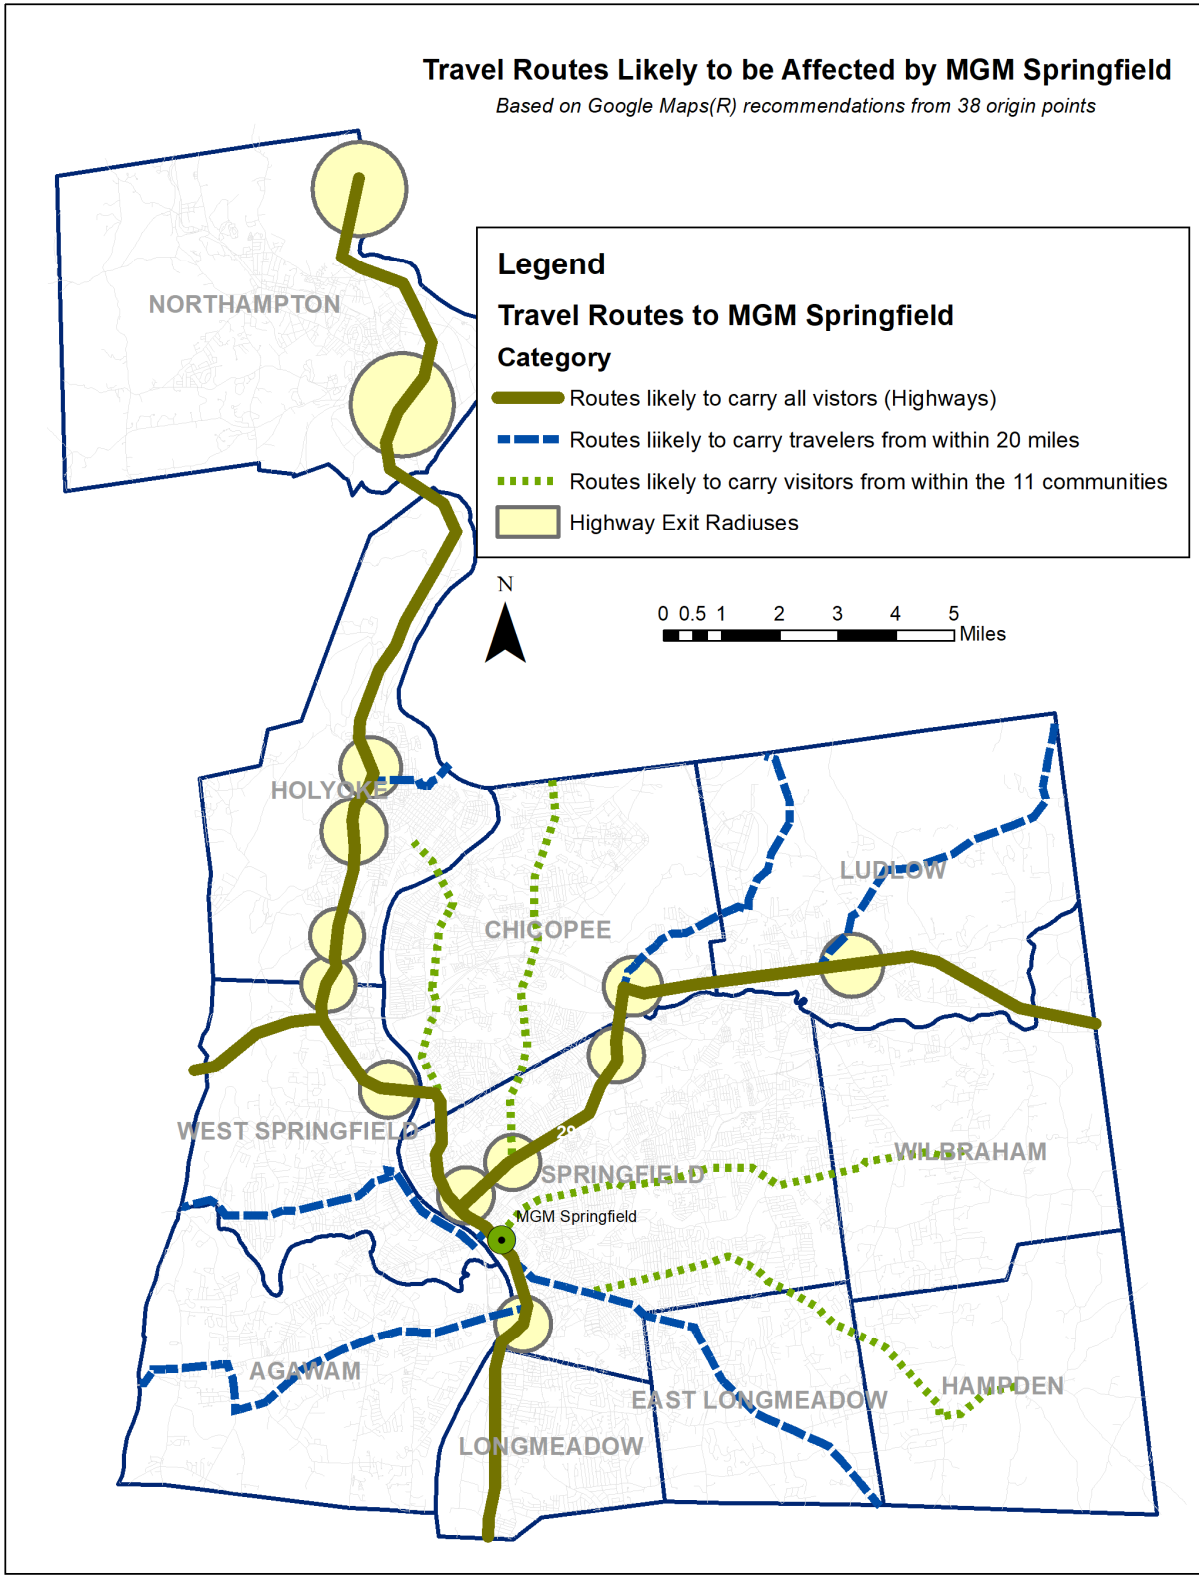 Travel Routes Likely to be Affected by MGM Springfield
Based on Google Maps(R) recommendations from 38 origin points
Legend
Travel Routes to MGM Springfield
Category
Routes likely to carry all vistors (Highways)
Routes liikely to carry travelers from within 20 miles
Routes likely to carry visitors from within the 11 communities
Highway Exit Radiuses
NORTHAMPTON
N
0 0.5 1 2 3 4 5
Miles
HOLYOKE
LUDLOW
CHICOPEE
WEST SPRINGFIELD
WILBRAHAM
SPRINGFIELD
MGM Springfield
AGAWAM
HAMPDEN
EAST LONGMEADOW
LONGMEADOW